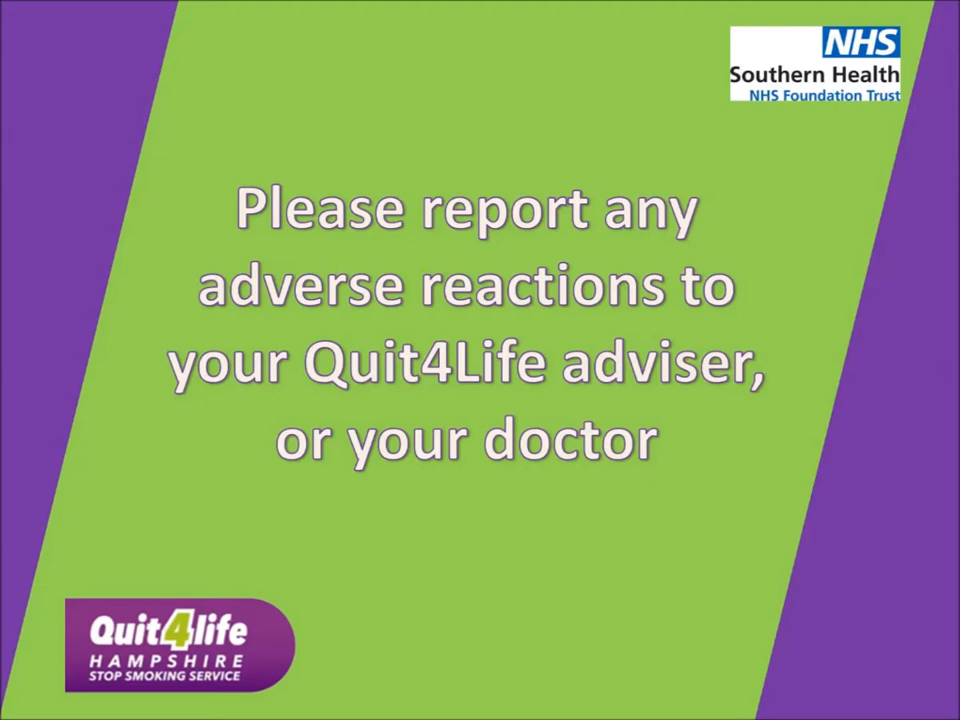 NHS
Southern Health
NHS Foundation Trust
Please report any
adverse reactions to
your Quit4Life adviser,
or your doctor
Quit4life
HAMPSHIRE
STOP SMOKING SERVICE